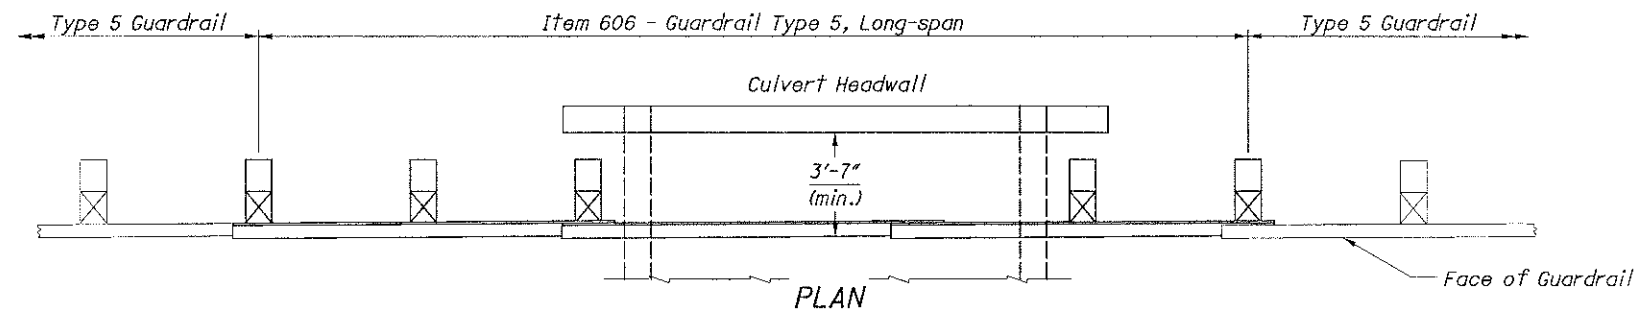 Type 5 Guardrail
Item 606 - Guardrail Type 5, Long-span
Type 5 Guardrail
Culvert Headwall
3'-7"
(min.)
Face of Guardrail
PLAN